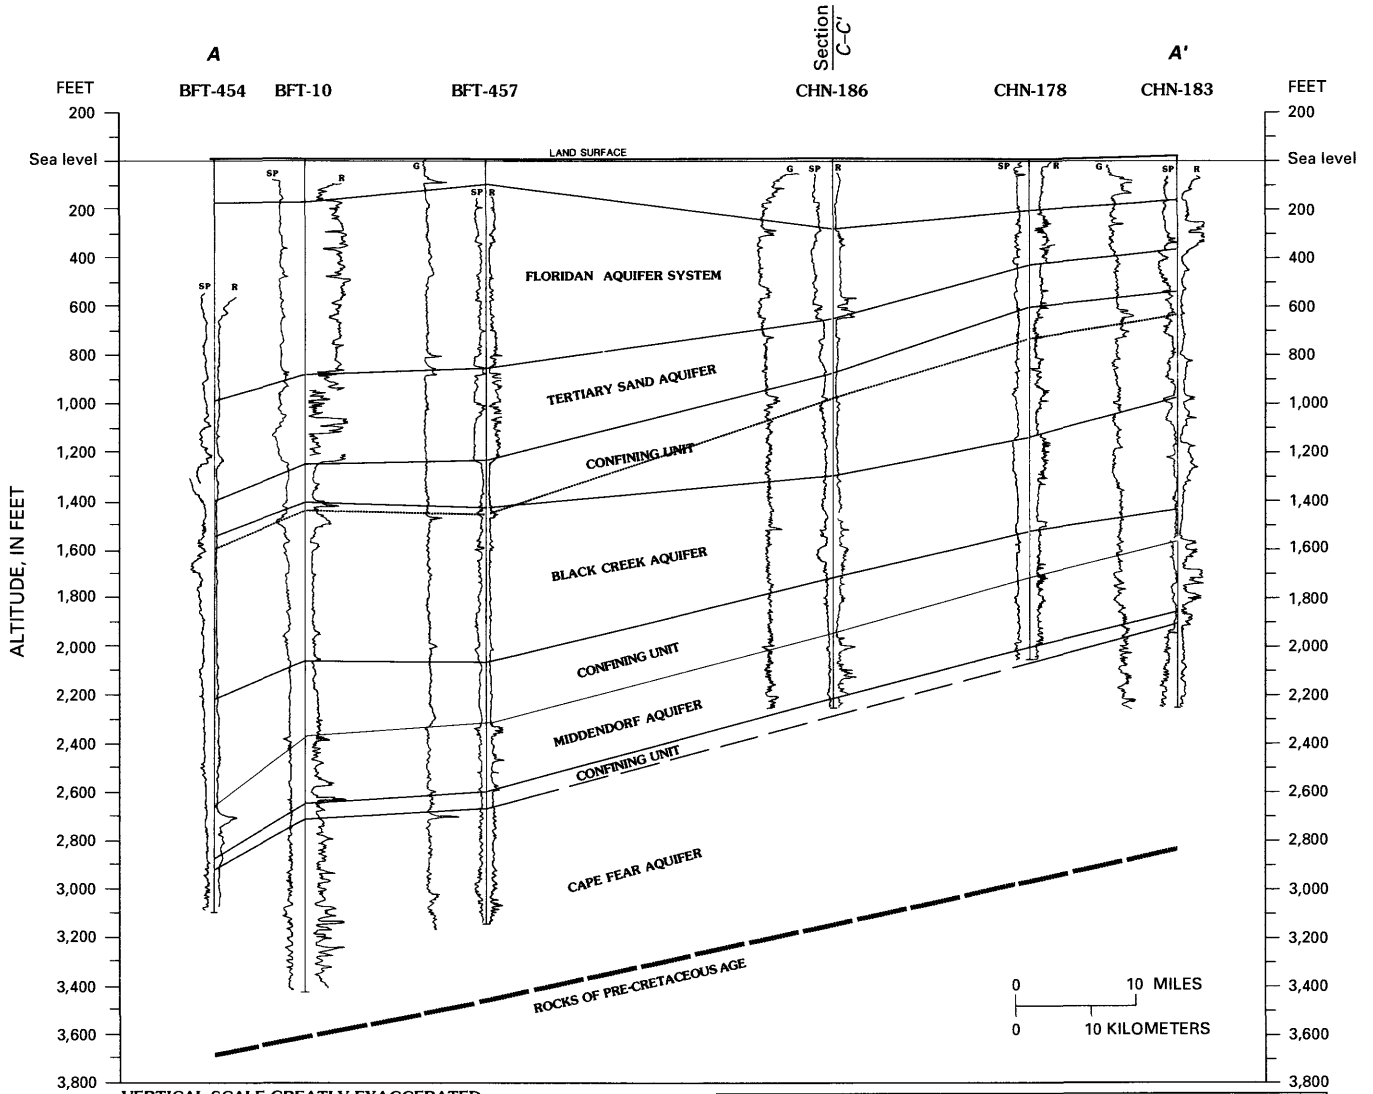 Section
C–C'
A
A'
FEET
BFT-454
BFT-10
BFT-457
CHN-186
CHN-178
CHN-183
FEET
200
200
LAND SURFACE
Sea level
Sea level
SP
R
G
SP
R
G
SP
R
SP
R
G
SP
R
200
200
400
400
FLORIDAN AQUIFER SYSTEM
SP
R
600
600
800
800
TERTIARY SAND AQUIFER
1,000
1,000
1,200
1,200
CONFINING UNIT
1,400
1,400
ALTITUDE, IN FEET
1,600
1,600
BLACK CREEK AQUIFER
1,800
1,800
2,000
2,000
CONFINING UNIT
2,200
2,200
MIDDENDORF AQUIFER
2,400
2,400
CONFINING UNIT
2,600
2,600
2,800
2,800
CAPE FEAR AQUIFER
3,000
3,000
3,200
3,200
ROCKS OF PRE-CRETACEOUS AGE
3,400
3,400
0 10 MILES
0 10 KILOMETERS
3,600
3,600
3,800
3,800
VERTICAL SCALE GREATLY EXAGGERATED